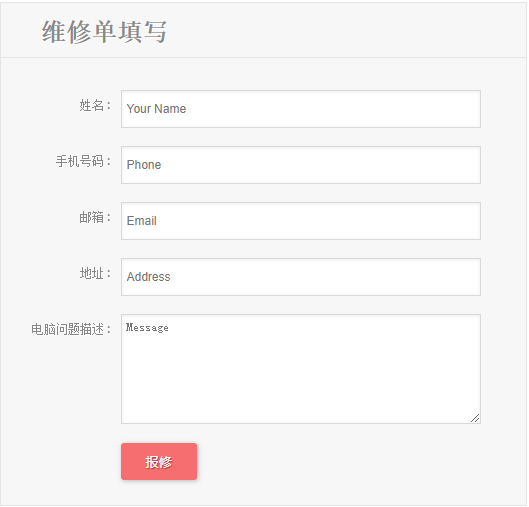 维修单填写
姓名 : Your Name
手机号码 : Phone
邮箱 : Email
地址 : Address
电脑问题描述 : Message
报修